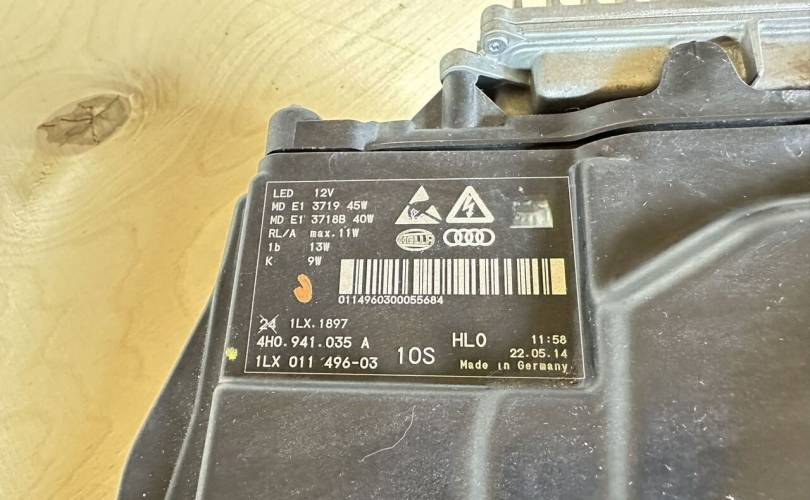 LED 12V
MD E1 3719 45W
MD E1 3718B 40W
RL/A max.11W
1b 13W
K 9W
HELLA
0114960300055684
24 1LX.1897
4H0.941.035 A
1LX 011 496-03
10S
HL0
11:58
22.05.14
Made in Germany